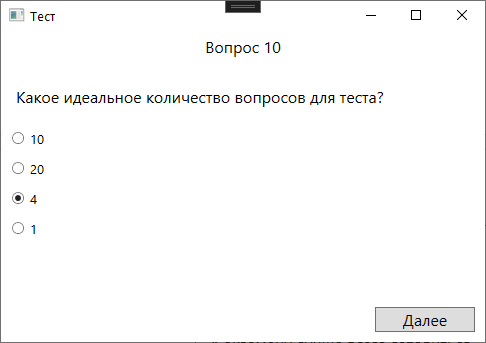 Тест
Вопрос 10
Какое идеальное количество вопросов для теста?
10
20
4
1
Далее